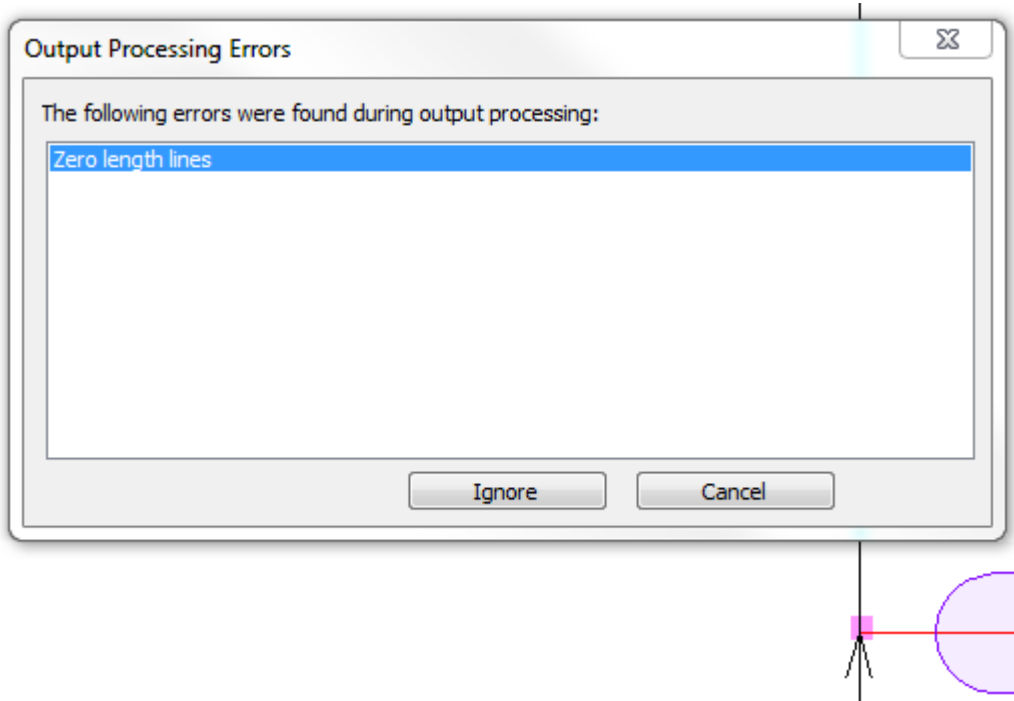 Output Processing Errors
The following errors were found during output processing:
Zero length lines
Ignore Cancel